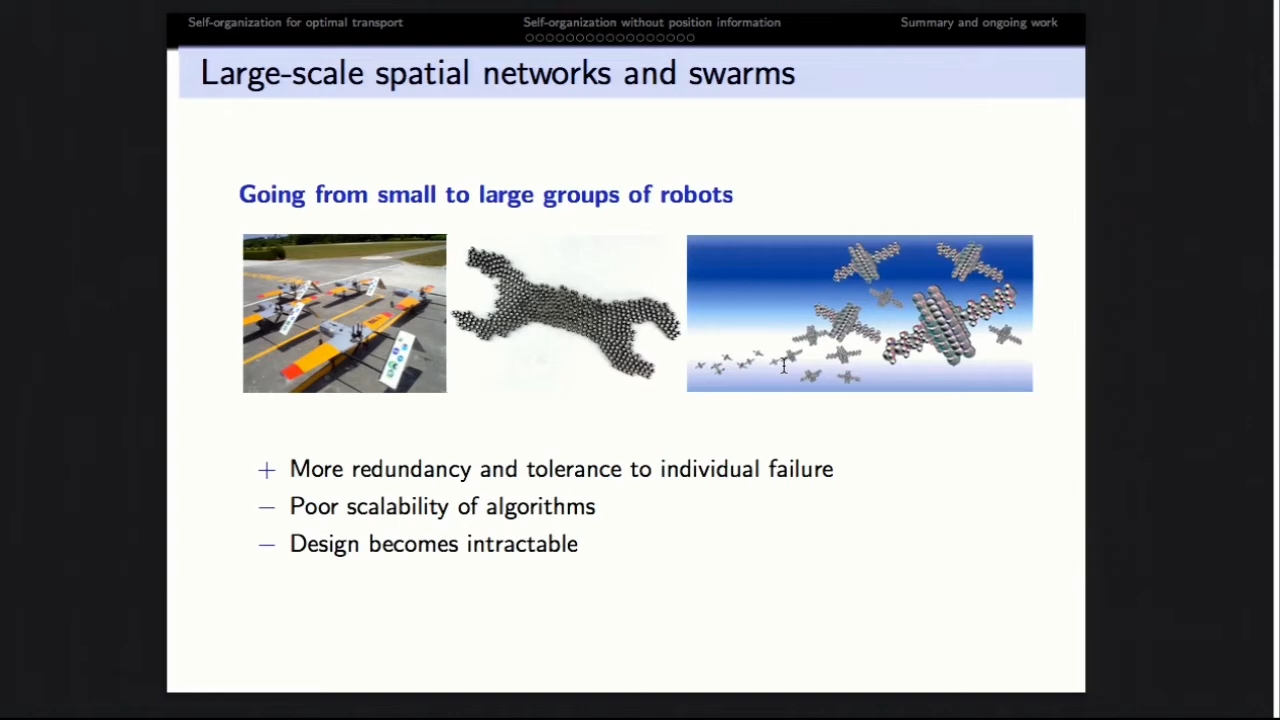 Self-organization for optimal transport
Self-organization without position information
Summary and ongoing work
Large-scale spatial networks and swarms
Going from small to large groups of robots
+ More redundancy and tolerance to individual failure
− Poor scalability of algorithms
− Design becomes intractable